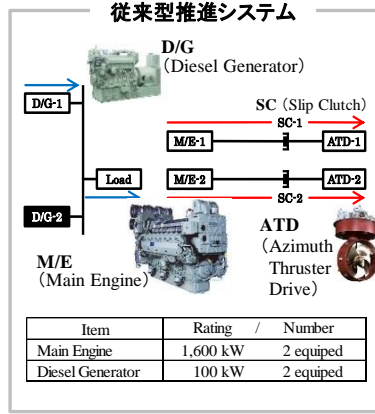 従来型推進システム
D/G
（Diesel Generator）
D/G-1
SC (Slip Clutch)
SC-1
M/E-1
ATD-1
Load
M/E-2
ATD-2
SC-2
D/G-2
ATD
（Azimuth
Thruster
Drive）
M/E
（Main Engine）
Item Rating / Number
Main Engine 1,600 kW 2 equiped
Diesel Generator 100 kW 2 equiped